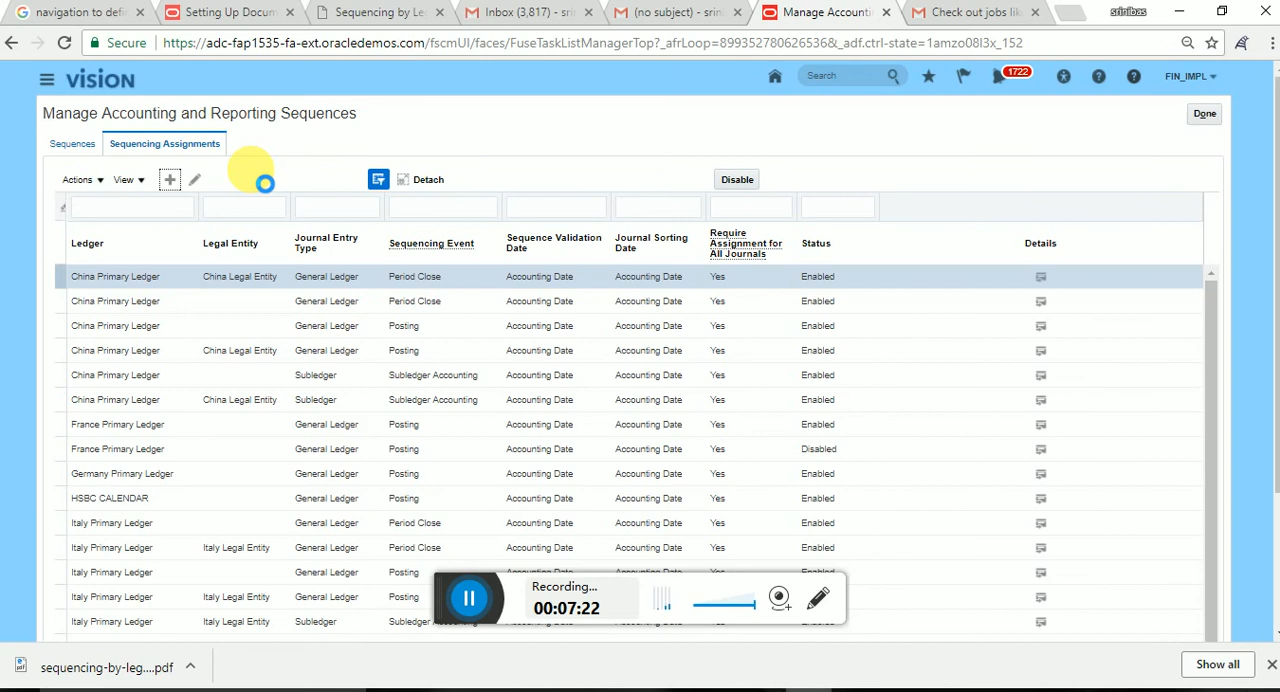 navigation to defi
Setting Up Docum
Sequencing by Le
Inbox (3,817) - sri
(no subject) - srin
Manage Accounti
Check out jobs lik
srinibas
Secure
https://adc-fap1535-fa-ext.oracledemos.com/fscmUI/faces/FuseTaskListManagerTop?_afrLoop=8993527806265368&_adf.ctrl-state=1amzo08l3x_152
VISION
Search
1722
FIN_IMPL
Manage Accounting and Reporting Sequences
Done
Sequences
Sequencing Assignments
Actions View Detach Disable
Ledger Legal Entity Journal Entry Type Sequencing Event Sequence Validation Date Journal Sorting Date Require Assignment for All Journals Status Details
China Primary Ledger China Legal Entity General Ledger Period Close Accounting Date Accounting Date Yes Enabled
China Primary Ledger General Ledger Period Close Accounting Date Accounting Date Yes Enabled
China Primary Ledger General Ledger Posting Accounting Date Accounting Date Yes Enabled
China Primary Ledger China Legal Entity General Ledger Posting Accounting Date Accounting Date Yes Enabled
China Primary Ledger Subledger Subledger Accounting Accounting Date Accounting Date Yes Enabled
China Primary Ledger China Legal Entity Subledger Subledger Accounting Accounting Date Accounting Date Yes Enabled
France Primary Ledger General Ledger Posting Accounting Date Accounting Date Yes Enabled
France Primary Ledger General Ledger Posting Accounting Date Accounting Date Yes Disabled
Germany Primary Ledger General Ledger Posting Accounting Date Accounting Date Yes Enabled
HSBC CALENDAR General Ledger Posting Accounting Date Accounting Date Yes Enabled
Italy Primary Ledger General Ledger Period Close Accounting Date Accounting Date Yes Enabled
Italy Primary Ledger Italy Legal Entity General Ledger Period Close Accounting Date Accounting Date Yes Enabled
Italy Primary Ledger General Ledger Posting
Italy Primary Ledger Italy Legal Entity General Ledger Posting Enabled
Italy Primary Ledger Italy Legal Entity Subledger Subledger Enabled
Recording...
00:07:22
sequencing-by-leg....pdf
Show all